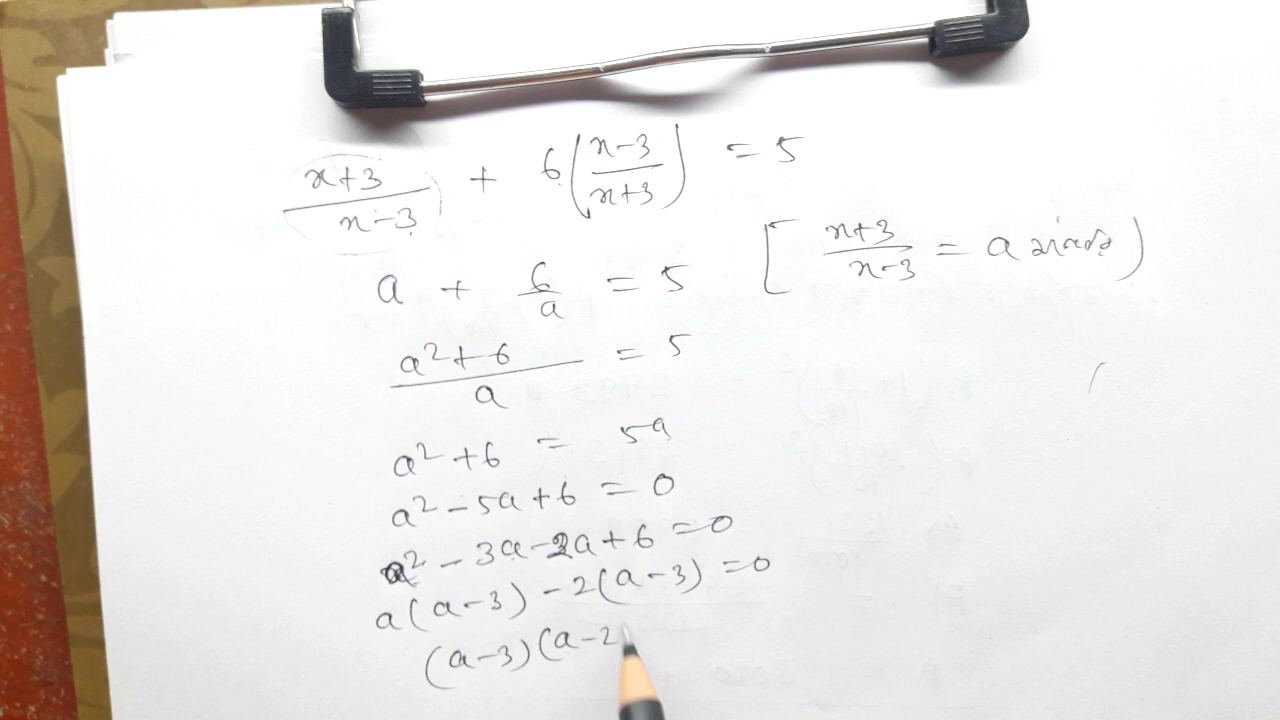 x+3/x-3 + 6(x-3/x+3) = 5
a + 6/a = 5 [x+3/x-3 = a ধরি)
a²+6/a = 5
a²+6 = 5a
a²-5a+6 = 0
a²-3a-2a+6 = 0
a(a-3)-2(a-3) = 0
(a-3)(a-2